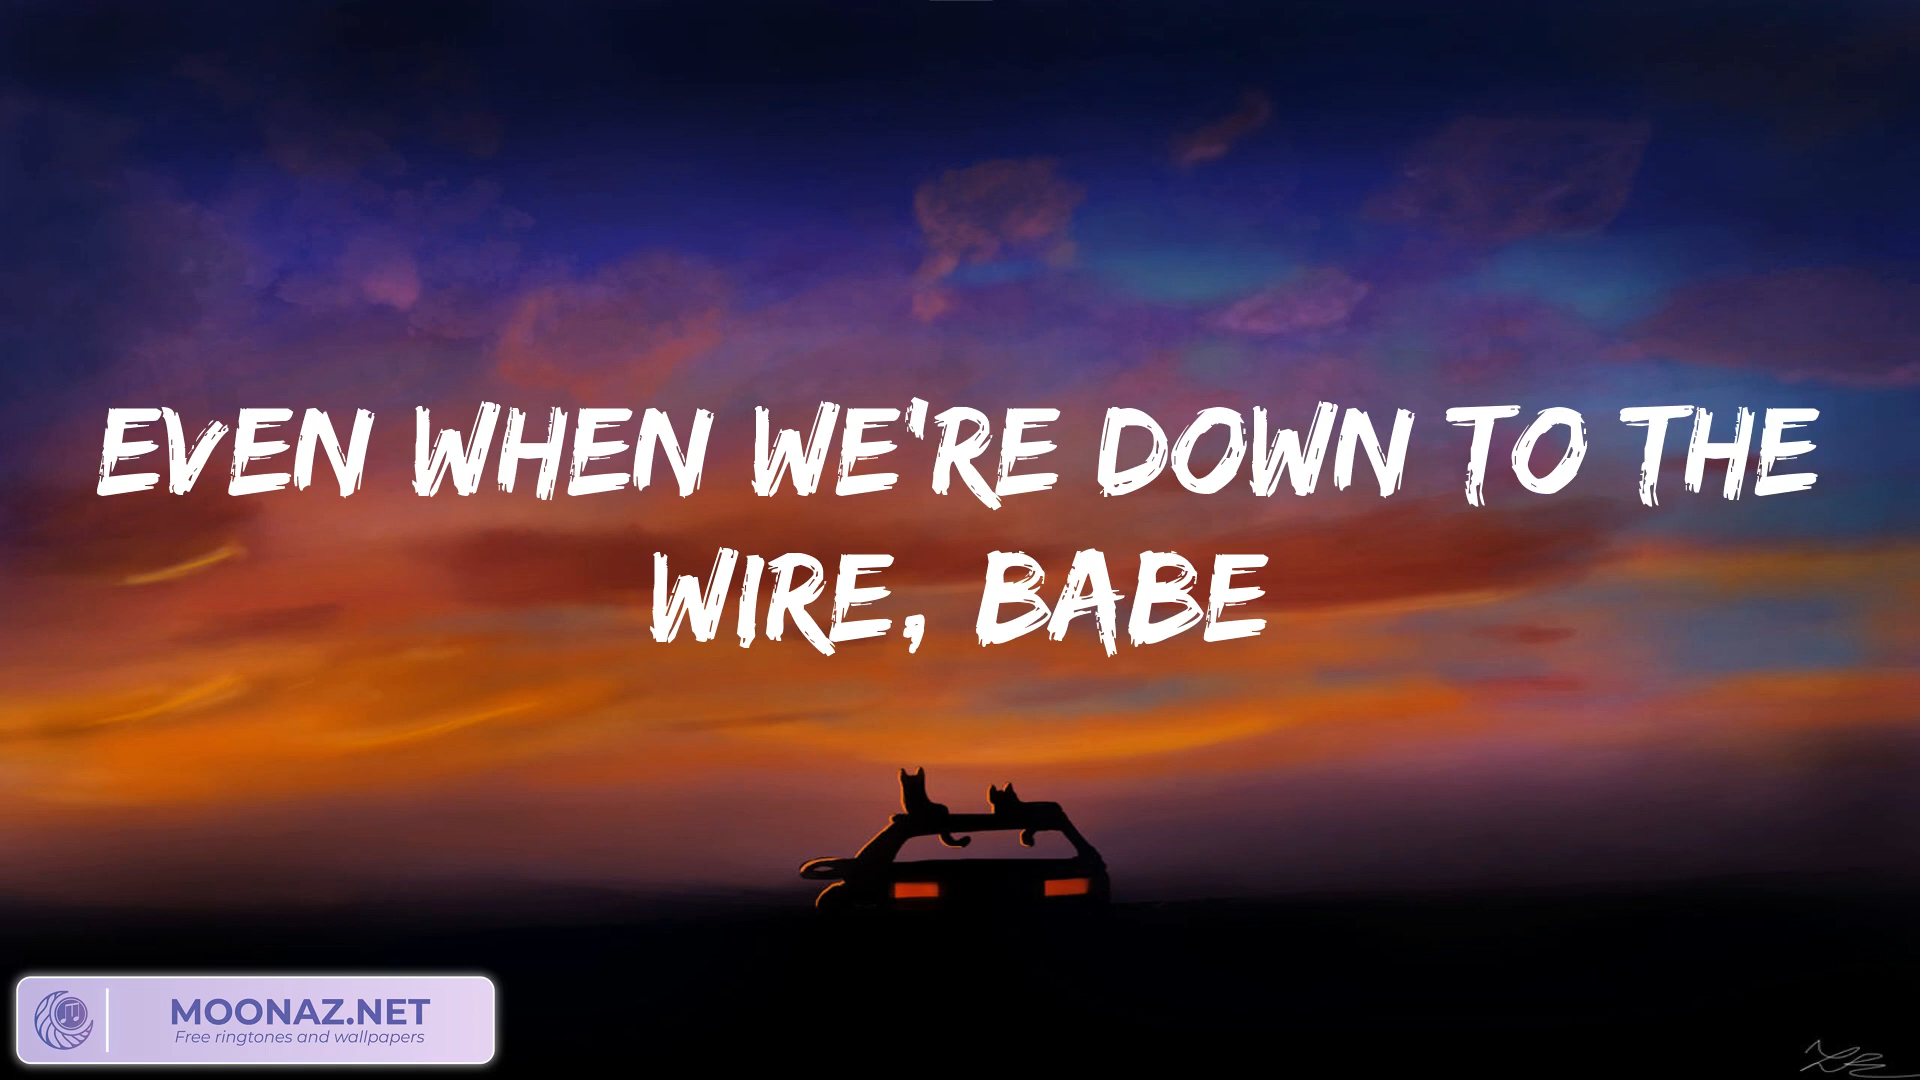 EVEN WHEN WE'RE DOWN TO THE
WIRE, BABE
MOONAZ.NET
Free ringtones and wallpapers